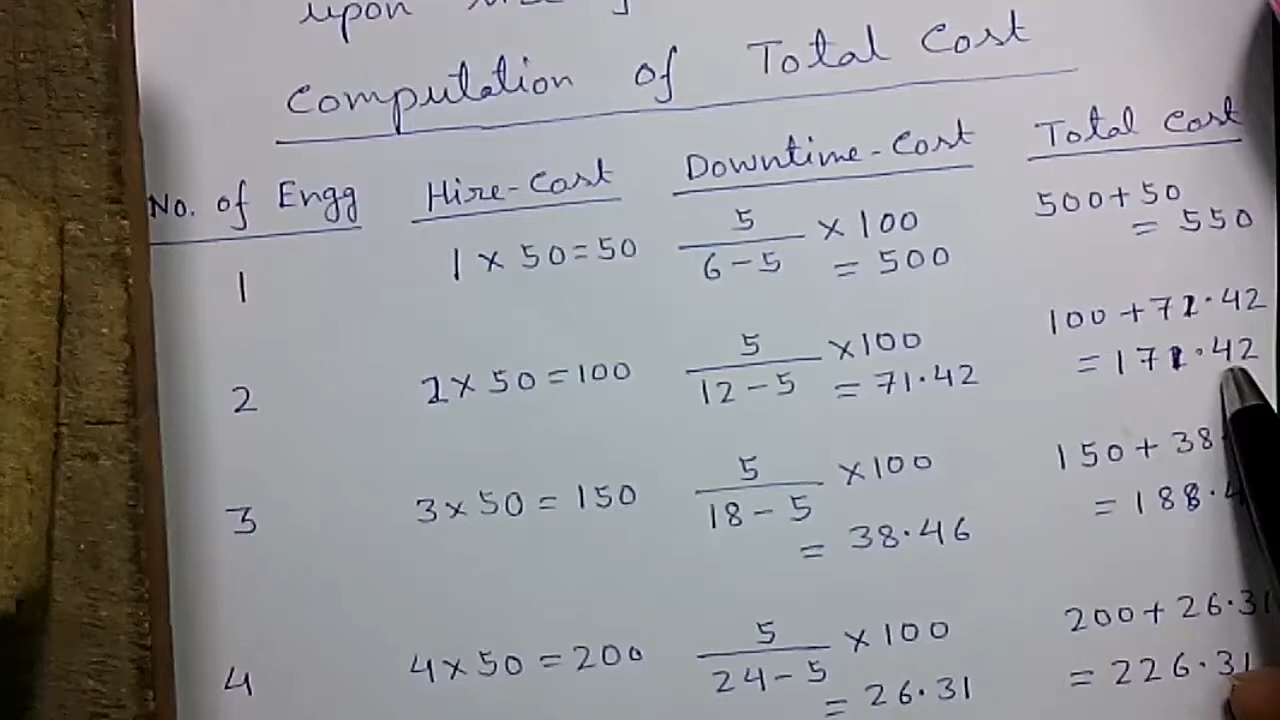 upon
Computation of Total Cost
No. of Engg Hire-Cost Downtime-Cost Total Cost
1 1 × 50 = 50 5/(6-5) × 100 = 500 500 + 50 = 550
2 2 × 50 = 100 5/(12-5) × 100 = 71.42 100 + 71.42 = 171.42
3 3 × 50 = 150 5/(18-5) × 100 = 38.46 150 + 38 = 188.4
4 4 × 50 = 200 5/(24-5) × 100 = 26.31 200 + 26.31 = 226.31